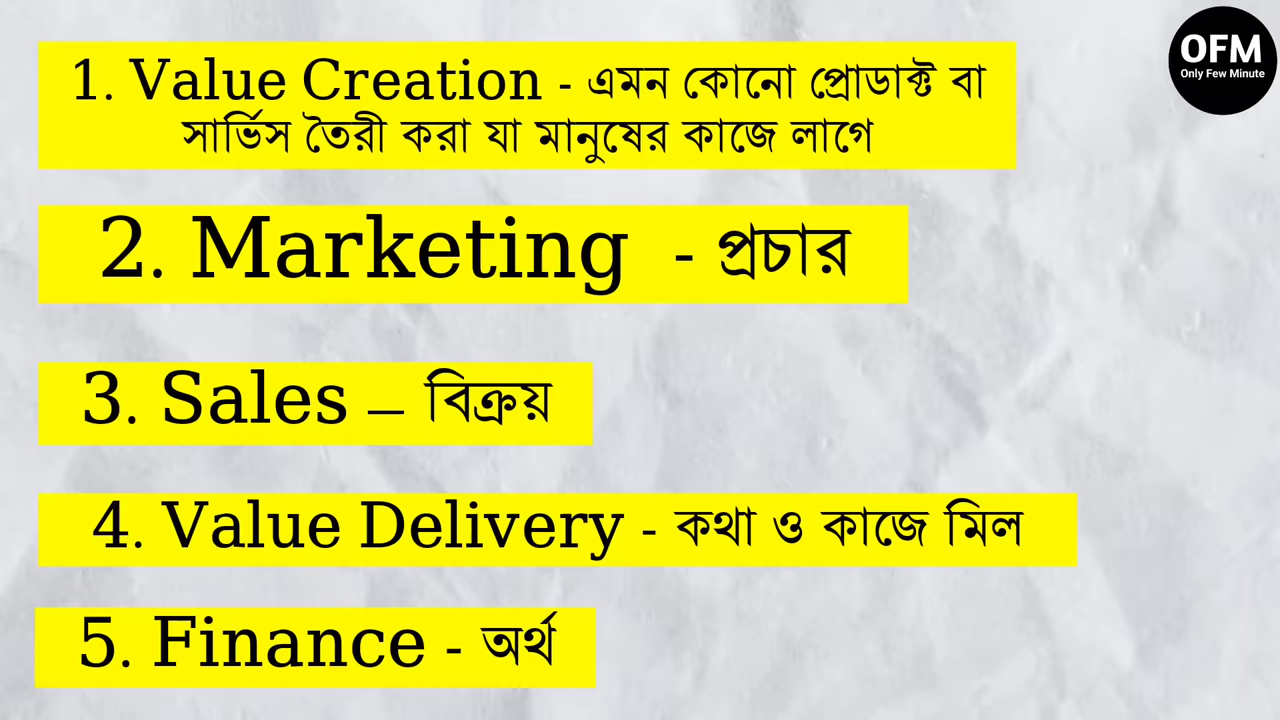 OFM
Only Few Minute
1. Value Creation - এমন কোনো প্রোডাক্ট বা
সার্ভিস তৈরী করা যা মানুষের কাজে লাগে
2. Marketing - প্রচার
3. Sales – বিক্রয়
4. Value Delivery - কথা ও কাজে মিল
5. Finance - অর্থ